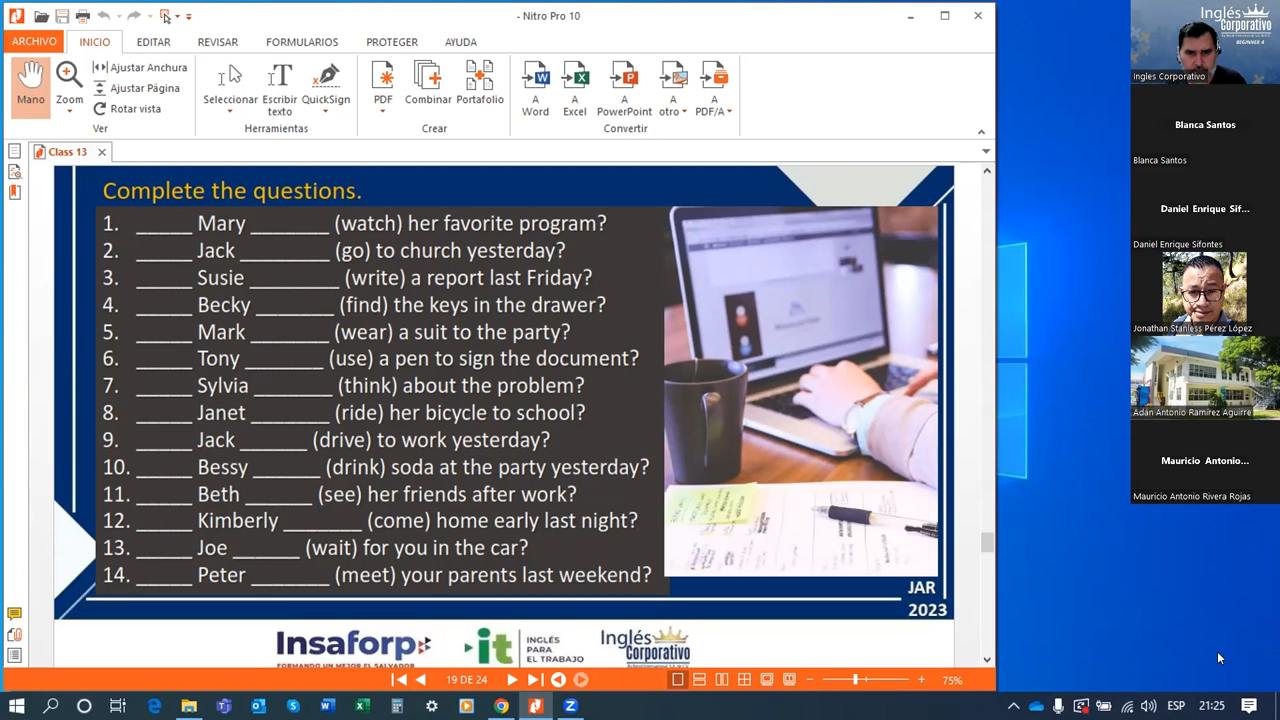 - Nitro Pro 10
ARCHIVO INICIO EDITAR REVISAR FORMULARIOS PROTEGER AYUDA
Mano
Zoom
Ajustar Anchura
Ajustar Página
Rotar vista
Ver
Seleccionar
Escribir texto
QuickSign
Herramientas
PDF
Combinar
Portafolio
Crear
A Word
A Excel
A PowerPoint
A otro
A PDF/A
Convertir
Class 13
Complete the questions.
1. _____ Mary _______ (watch) her favorite program?
2. _____ Jack ________ (go) to church yesterday?
3. _____ Susie ________ (write) a report last Friday?
4. _____ Becky _______ (find) the keys in the drawer?
5. _____ Mark _______ (wear) a suit to the party?
6. _____ Tony _______ (use) a pen to sign the document?
7. _____ Sylvia _______ (think) about the problem?
8. _____ Janet _______ (ride) her bicycle to school?
9. _____ Jack ______ (drive) to work yesterday?
10. _____ Bessy ______ (drink) soda at the party yesterday?
11. _____ Beth ______ (see) her friends after work?
12. _____ Kimberly _______ (come) home early last night?
13. _____ Joe ______ (wait) for you in the car?
14. _____ Peter _______ (meet) your parents last weekend?
JAR
2023
Insaforp
FORMANDO UN MEJOR EL SALVADOR
it
INGLÉS
PARA
EL TRABAJO
Inglés
Corporativo
19 DE 24
75%
Inglés
Corporativo
BEGINNER 4
Ingles Corporativo
Blanca Santos
Blanca Santos
Daniel Enrique Sif...
Daniel Enrique Sifontes
Jonathan Stanless Pérez López
Adán Antonio Ramírez Aguirre
Mauricio Antonio...
Mauricio Antonio Rivera Rojas
ESP
21:25